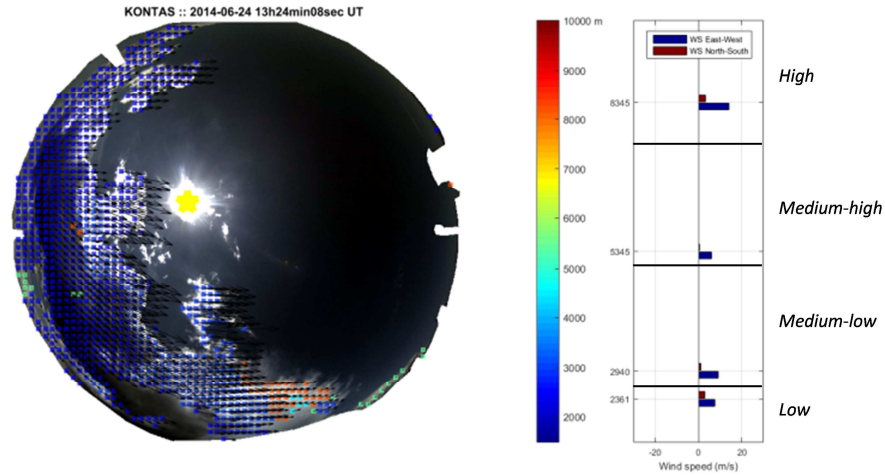 KONTAS :: 2014-06-24 13h24min08sec UT
10000 m
9000
8000
7000
6000
5000
4000
3000
2000
WS East-West
WS North-South
8345
5345
2940
2361
-20
0
20
Wind speed (m/s)
High
Medium-high
Medium-low
Low